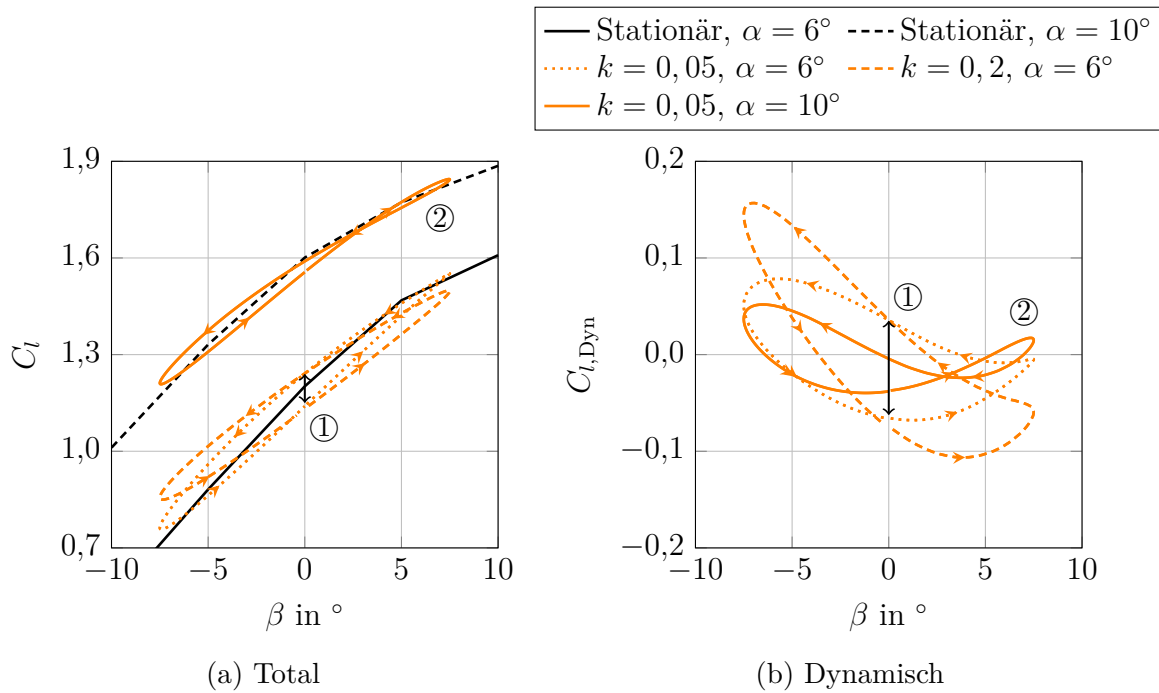 Stationär, α = 6° Stationär, α = 10°
k = 0, 05, α = 6° k = 0, 2, α = 6°
k = 0, 05, α = 10°
1,9
1,6
1,3
1,0
0,7
C_l
−10 −5 0 5 10
β in °
②
①
(a) Total
0,2
0,1
0,0
−0,1
−0,2
C_{l,Dyn}
−10 −5 0 5 10
β in °
①
②
(b) Dynamisch